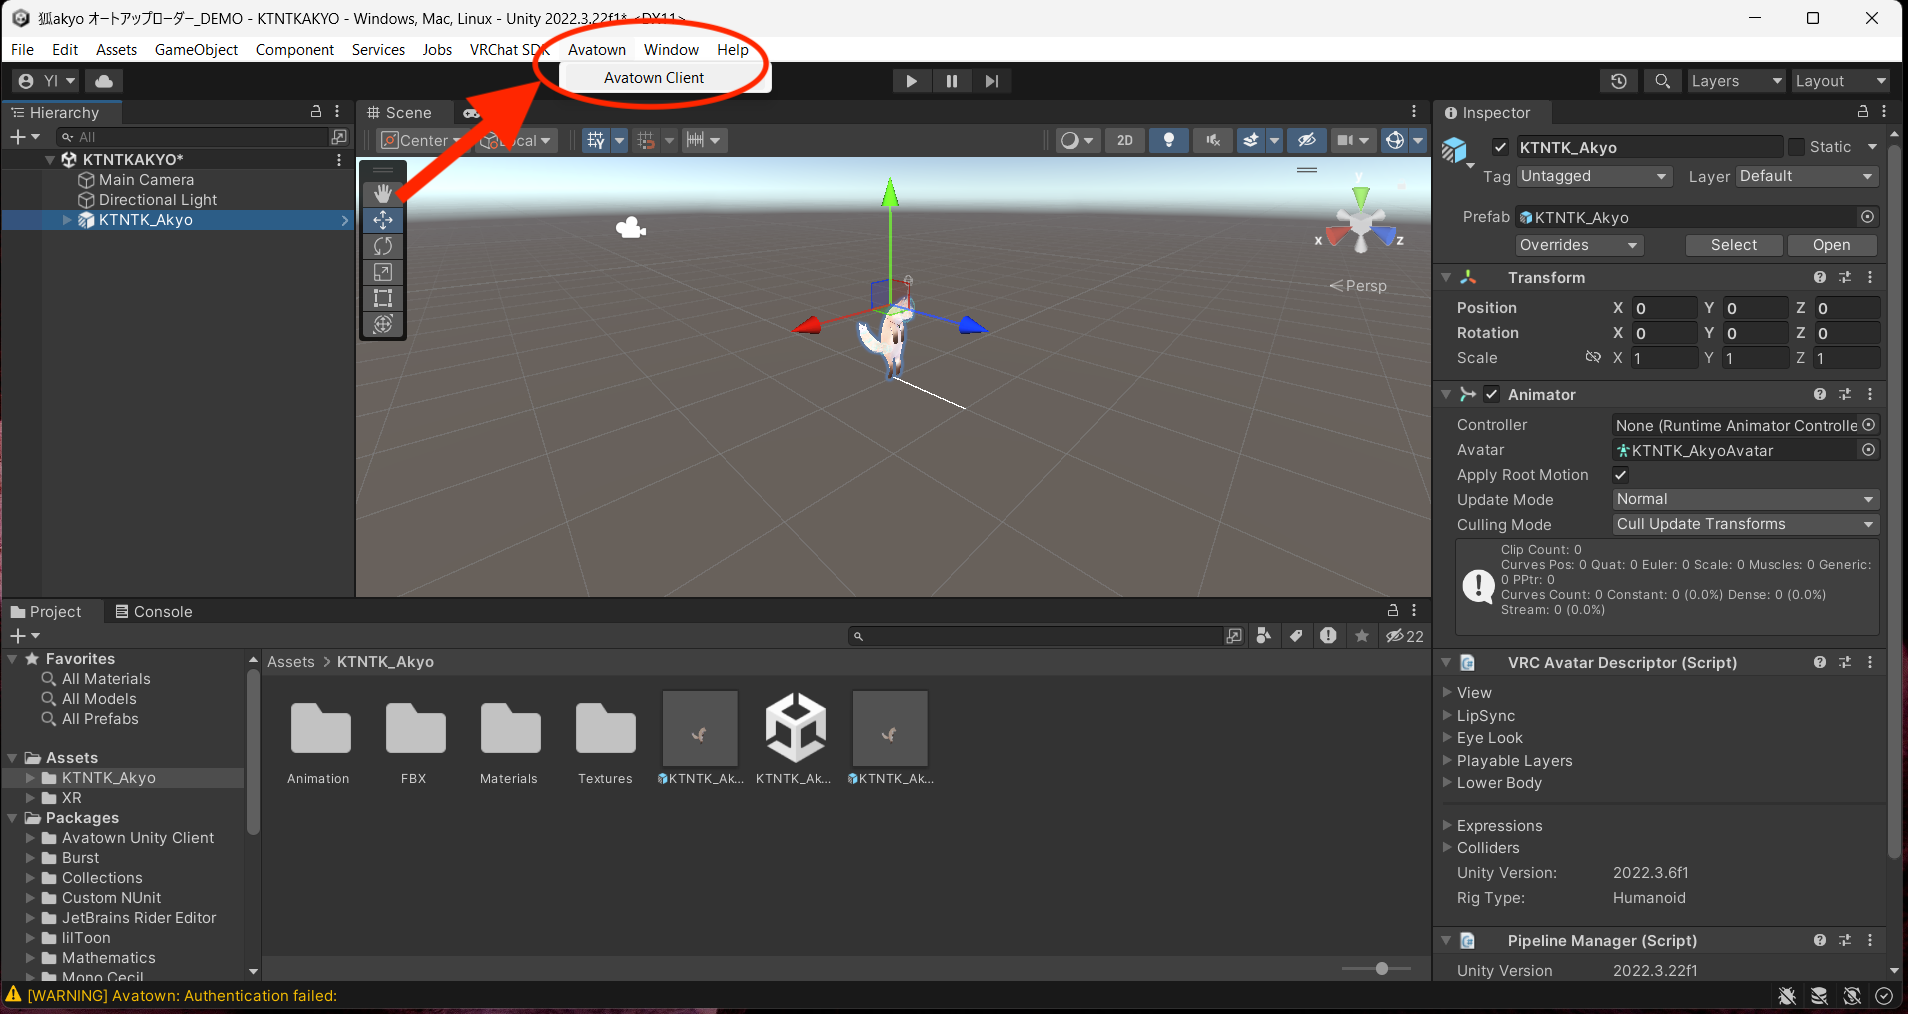 狐akyo オートアップローダー_DEMO - KTNTKAKYO - Windows, Mac, Linux - Unity 2022.3.22f1* <DX11>
File Edit Assets GameObject Component Services Jobs VRChat SDK Avatown Window Help
Avatown Client
YI
Layers Layout
Hierarchy
All
KTNTKAKYO*
Main Camera
Directional Light
KTNTK_Akyo
Scene
Center
Local
2D
y
x
z
Persp
Inspector
KTNTK_Akyo
Static
Tag Untagged Layer Default
Prefab KTNTK_Akyo
Overrides Select Open
Transform
Position X 0 Y 0 Z 0
Rotation X 0 Y 0 Z 0
Scale X 1 Y 1 Z 1
Animator
Controller None (Runtime Animator Controlle
Avatar KTNTK_AkyoAvatar
Apply Root Motion
Update Mode Normal
Culling Mode Cull Update Transforms
Clip Count: 0
Curves Pos: 0 Quat: 0 Euler: 0 Scale: 0 Muscles: 0 Generic:
0 PPtr: 0
Curves Count: 0 Constant: 0 (0.0%) Dense: 0 (0.0%)
Stream: 0 (0.0%)
VRC Avatar Descriptor (Script)
View
LipSync
Eye Look
Playable Layers
Lower Body
Expressions
Colliders
Unity Version: 2022.3.6f1
Rig Type: Humanoid
Pipeline Manager (Script)
Unity Version 2022.3.22f1
Project Console
22
Favorites
All Materials
All Models
All Prefabs
Assets
KTNTK_Akyo
XR
Packages
Avatown Unity Client
Burst
Collections
Custom NUnit
JetBrains Rider Editor
lilToon
Mathematics
Mono Cecil
Assets > KTNTK_Akyo
Animation FBX Materials Textures KTNTK_Ak... KTNTK_Ak... KTNTK_Ak...
[WARNING] Avatown: Authentication failed: